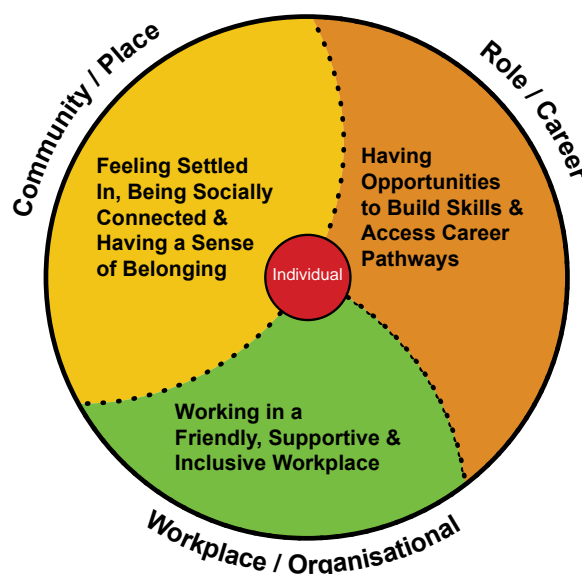 Community / Place
Role / Career
Feeling Settled
In, Being Socially
Connected &
Having a Sense
of Belonging
Having
Opportunities
to Build Skills &
Access Career
Pathways
Individual
Working in a
Friendly, Supportive &
Inclusive Workplace
Workplace / Organisational